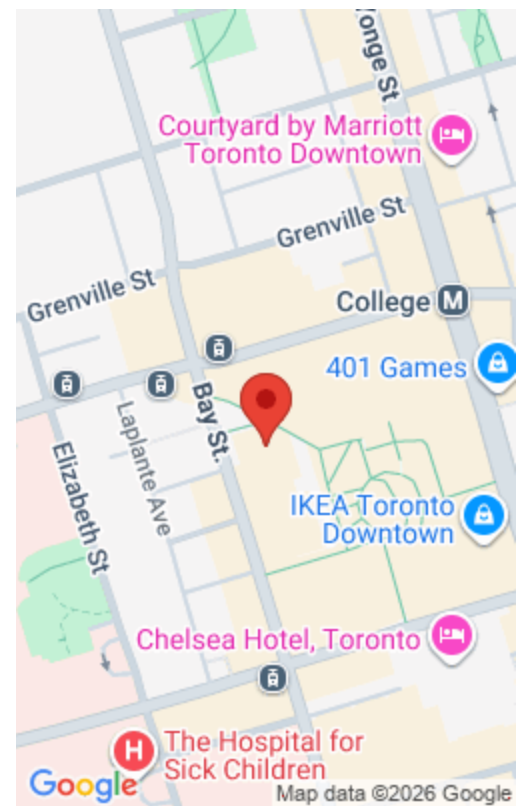 Yonge St
Courtyard by Marriott
Toronto Downtown
Grenville St
Grenville St
College M
401 Games
Bay St.
Laplante Ave
Elizabeth St
IKEA Toronto
Downtown
Chelsea Hotel, Toronto
H
The Hospital for
Sick Children
Google
Map data ©2026 Google